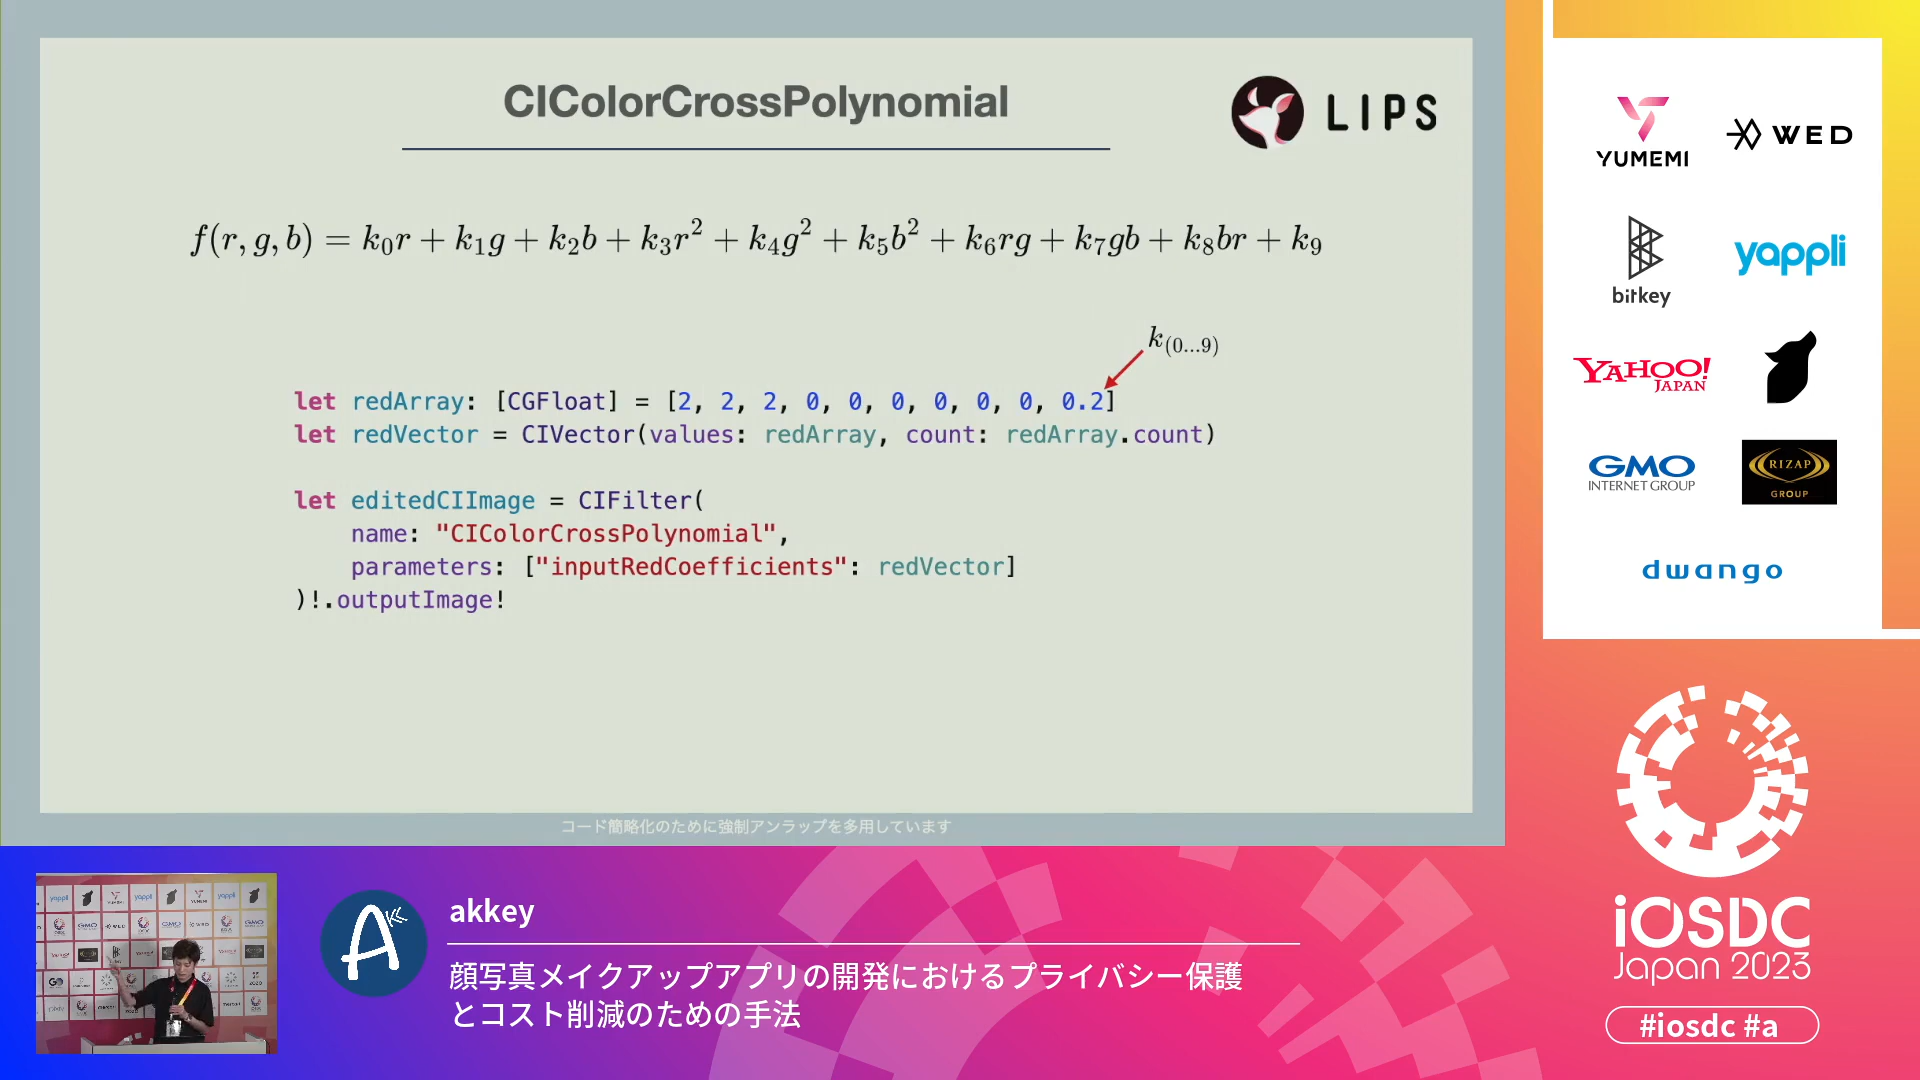 CIColorCrossPolynomial
LIPS
f(r, g, b) = k₀r + k₁g + k₂b + k₃r² + k₄g² + k₅b² + k₆rg + k₇gb + k₈br + k₉
k₍₀…₉₎
let redArray: [CGFloat] = [2, 2, 2, 0, 0, 0, 0, 0, 0, 0.2]
let redVector = CIVector(values: redArray, count: redArray.count)
let editedCIImage = CIFilter(
name: "CIColorCrossPolynomial",
parameters: ["inputRedCoefficients": redVector]
)!.outputImage!
コード簡略化のために強制アンラップを多用しています
YUMEMI
WED
bitkey
yappli
YAHOO!
JAPAN
GMO
INTERNET GROUP
RIZAP
GROUP
dwango
iOSDC
Japan 2023
#iosdc #a
akkey
顔写真メイクアップアプリの開発におけるプライバシー保護
とコスト削減のための手法